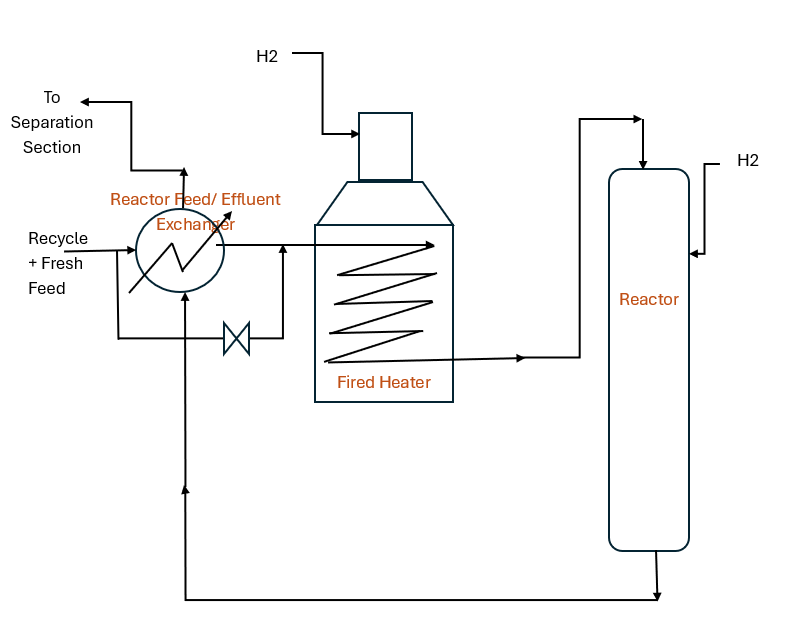 H2
To
Separation
Section
H2
Reactor Feed/ Effluent
Exchanger
Recycle
+ Fresh
Feed
Reactor
Fired Heater